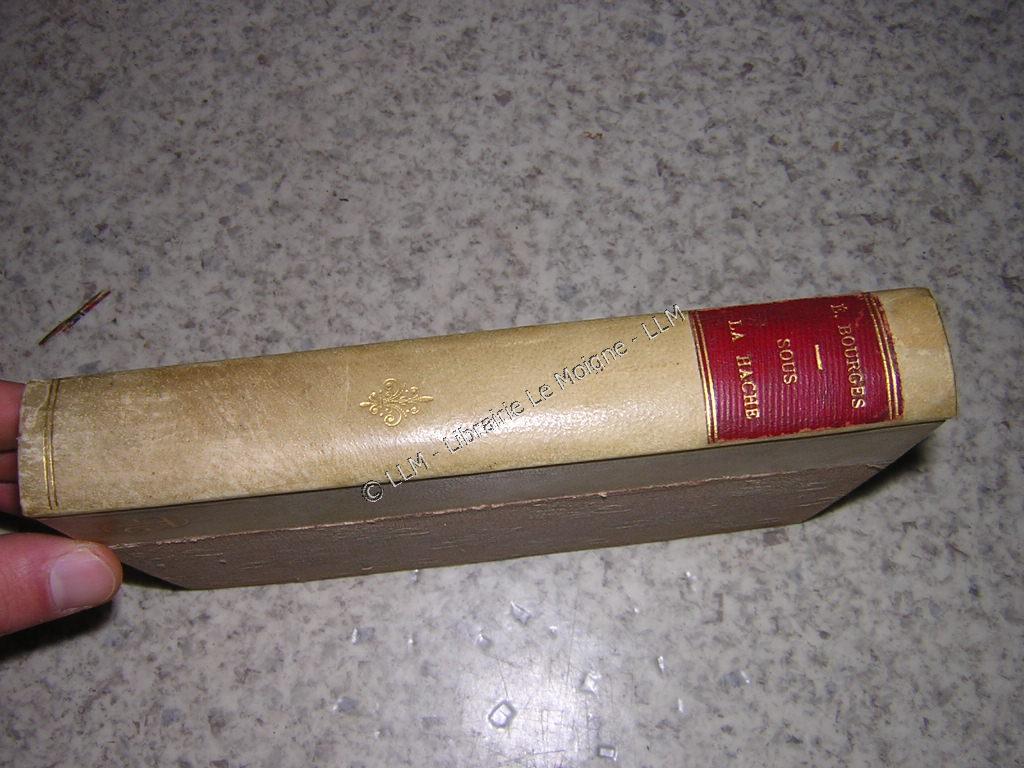 E. BOURGES
SOUS
LA HACHE
© LLM - Librairie Le Moigne - LLM